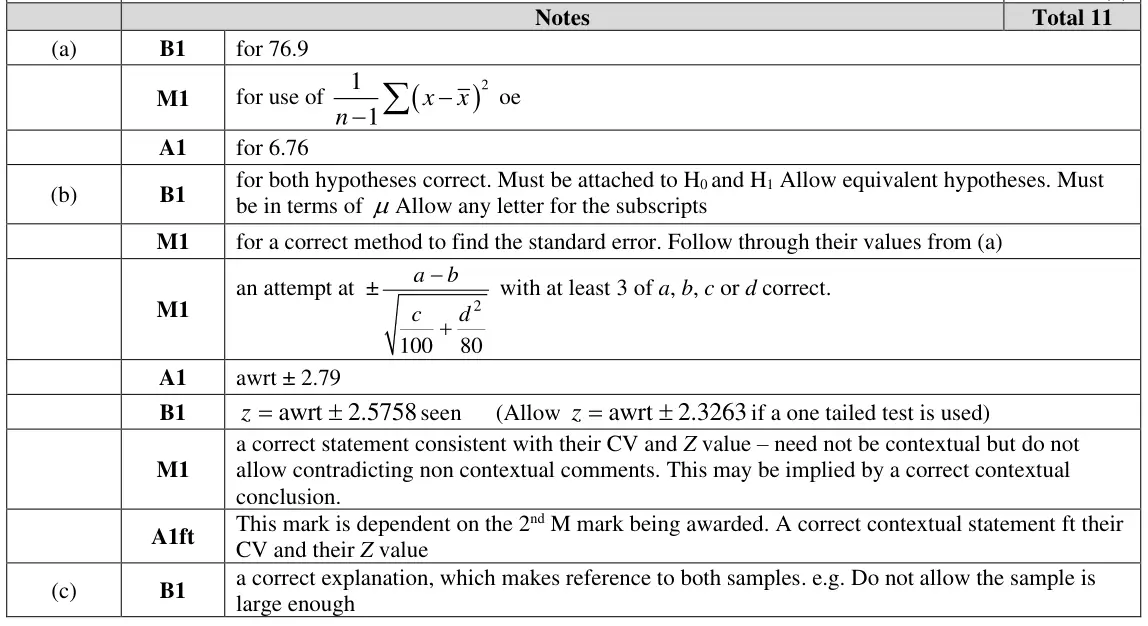 Notes Total 11
(a) B1 for 76.9
M1 for use of \frac{1}{n-1}\sum(x-\overline{x})^2 oe
A1 for 6.76
(b) B1 for both hypotheses correct. Must be attached to H₀ and H₁ Allow equivalent hypotheses. Must
be in terms of μ Allow any letter for the subscripts
M1 for a correct method to find the standard error. Follow through their values from (a)
M1 an attempt at ±\frac{a-b}{\sqrt{\frac{c}{100}+\frac{d^2}{80}}} with at least 3 of a, b, c or d correct.
A1 awrt ± 2.79
B1 z = awrt ± 2.5758 seen (Allow z = awrt ± 2.3263 if a one tailed test is used)
M1 a correct statement consistent with their CV and Z value – need not be contextual but do not
allow contradicting non contextual comments. This may be implied by a correct contextual
conclusion.
A1ft This mark is dependent on the 2nd M mark being awarded. A correct contextual statement ft their
CV and their Z value
(c) B1 a correct explanation, which makes reference to both samples. e.g. Do not allow the sample is
large enough